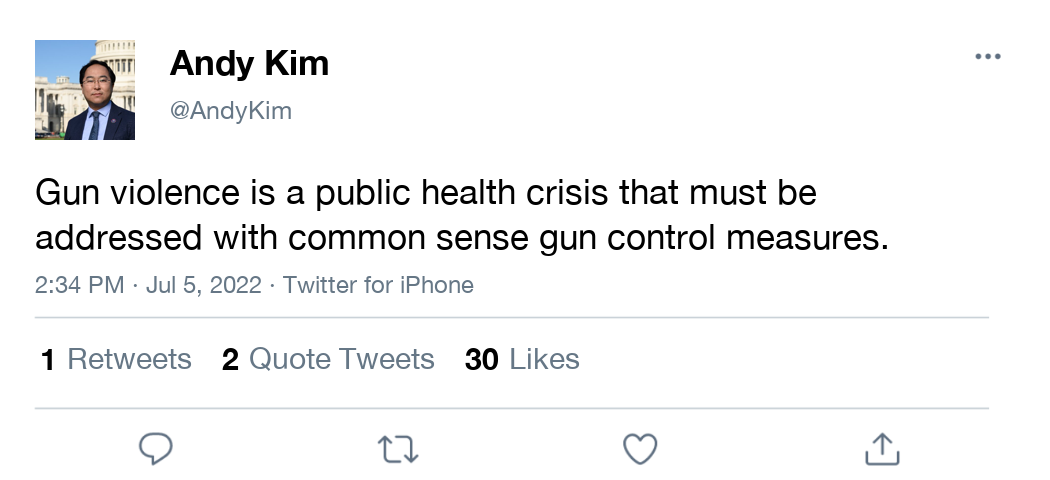 Andy Kim
@AndyKim
Gun violence is a public health crisis that must be
addressed with common sense gun control measures.
2:34 PM · Jul 5, 2022 · Twitter for iPhone
1 Retweets 2 Quote Tweets 30 Likes